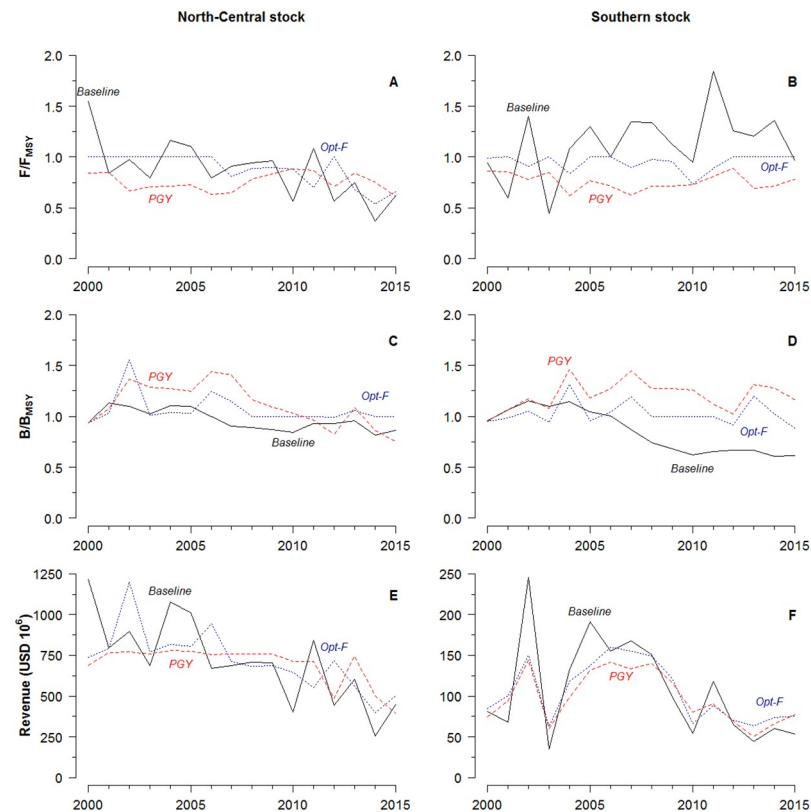 North-Central stock
Southern stock
F/F_MSY
2.0
1.5
1.0
0.5
0.0
Baseline
A
Opt-F
PGY
2000
2005
2010
2015
2.0
1.5
1.0
0.5
0.0
Baseline
B
Opt-F
PGY
2000
2005
2010
2015
B/B_MSY
2.0
1.5
1.0
0.5
0.0
C
PGY
Opt-F
Baseline
2000
2005
2010
2015
2.0
1.5
1.0
0.5
0.0
D
PGY
Opt-F
Baseline
2000
2005
2010
2015
Revenue (USD 10⁶)
1250
1000
750
500
250
0
Baseline
E
Opt-F
PGY
2000
2005
2010
2015
250
200
150
100
50
0
Baseline
F
PGY
Opt-F
2000
2005
2010
2015